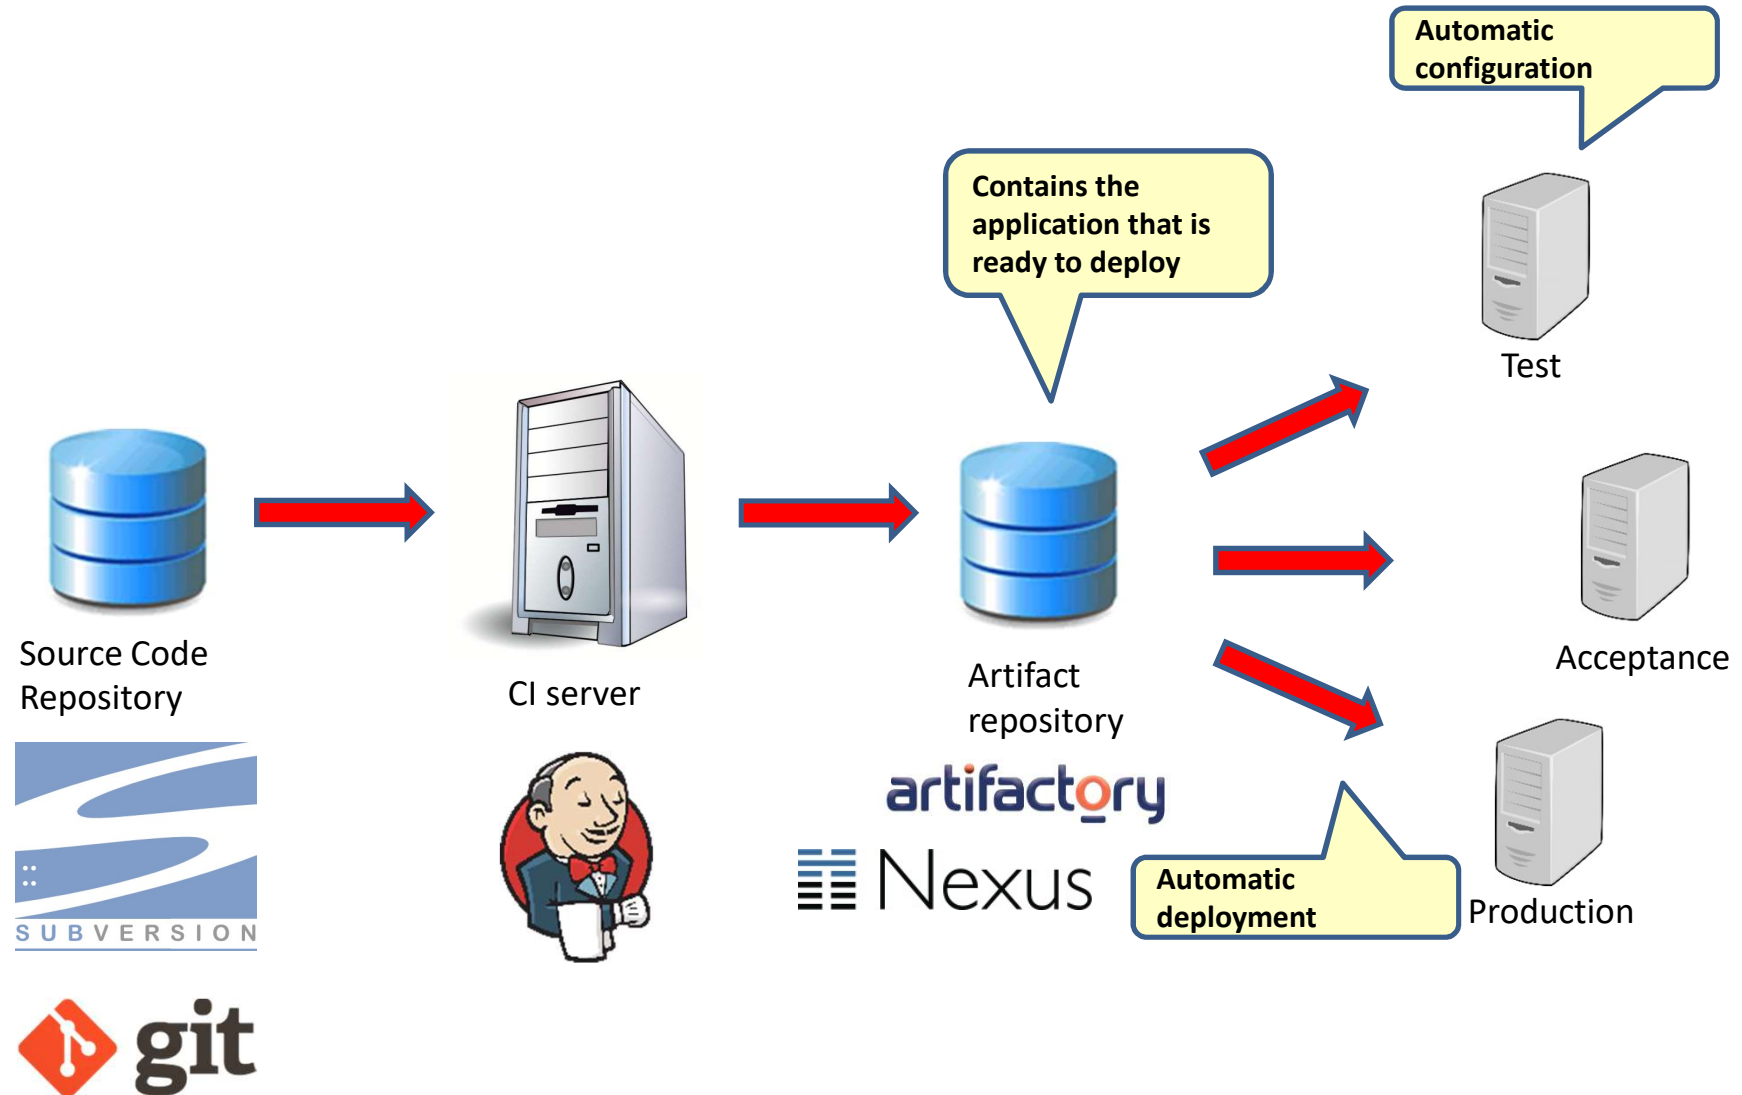 Automatic
configuration
Contains the
application that is
ready to deploy
Test
Source Code
Repository
CI server
Artifact
repository
Acceptance
SUBVERSION
artifactory
Nexus
Automatic
deployment
Production
git